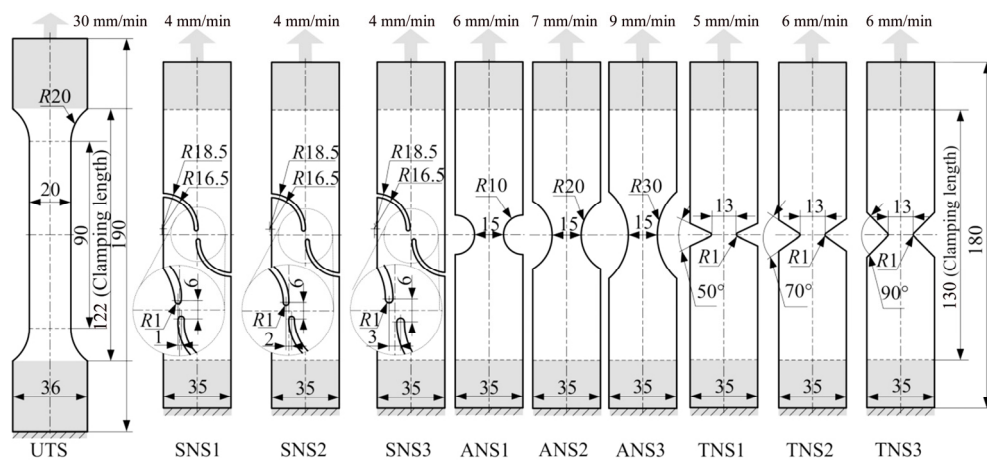 30 mm/min 4 mm/min 4 mm/min 4 mm/min 6 mm/min 7 mm/min 9 mm/min 5 mm/min 6 mm/min 6 mm/min
R20
20
90
122 (Clamping length)
190
36
R18.5
R16.5
6
R1
1
35
R18.5
R16.5
6
R1
2
35
R18.5
R16.5
6
R1
3
35
R10
15
35
R20
15
35
R30
15
35
13
R1
50°
35
13
R1
70°
35
13
R1
90°
35
130 (Clamping length)
180
UTS SNS1 SNS2 SNS3 ANS1 ANS2 ANS3 TNS1 TNS2 TNS3